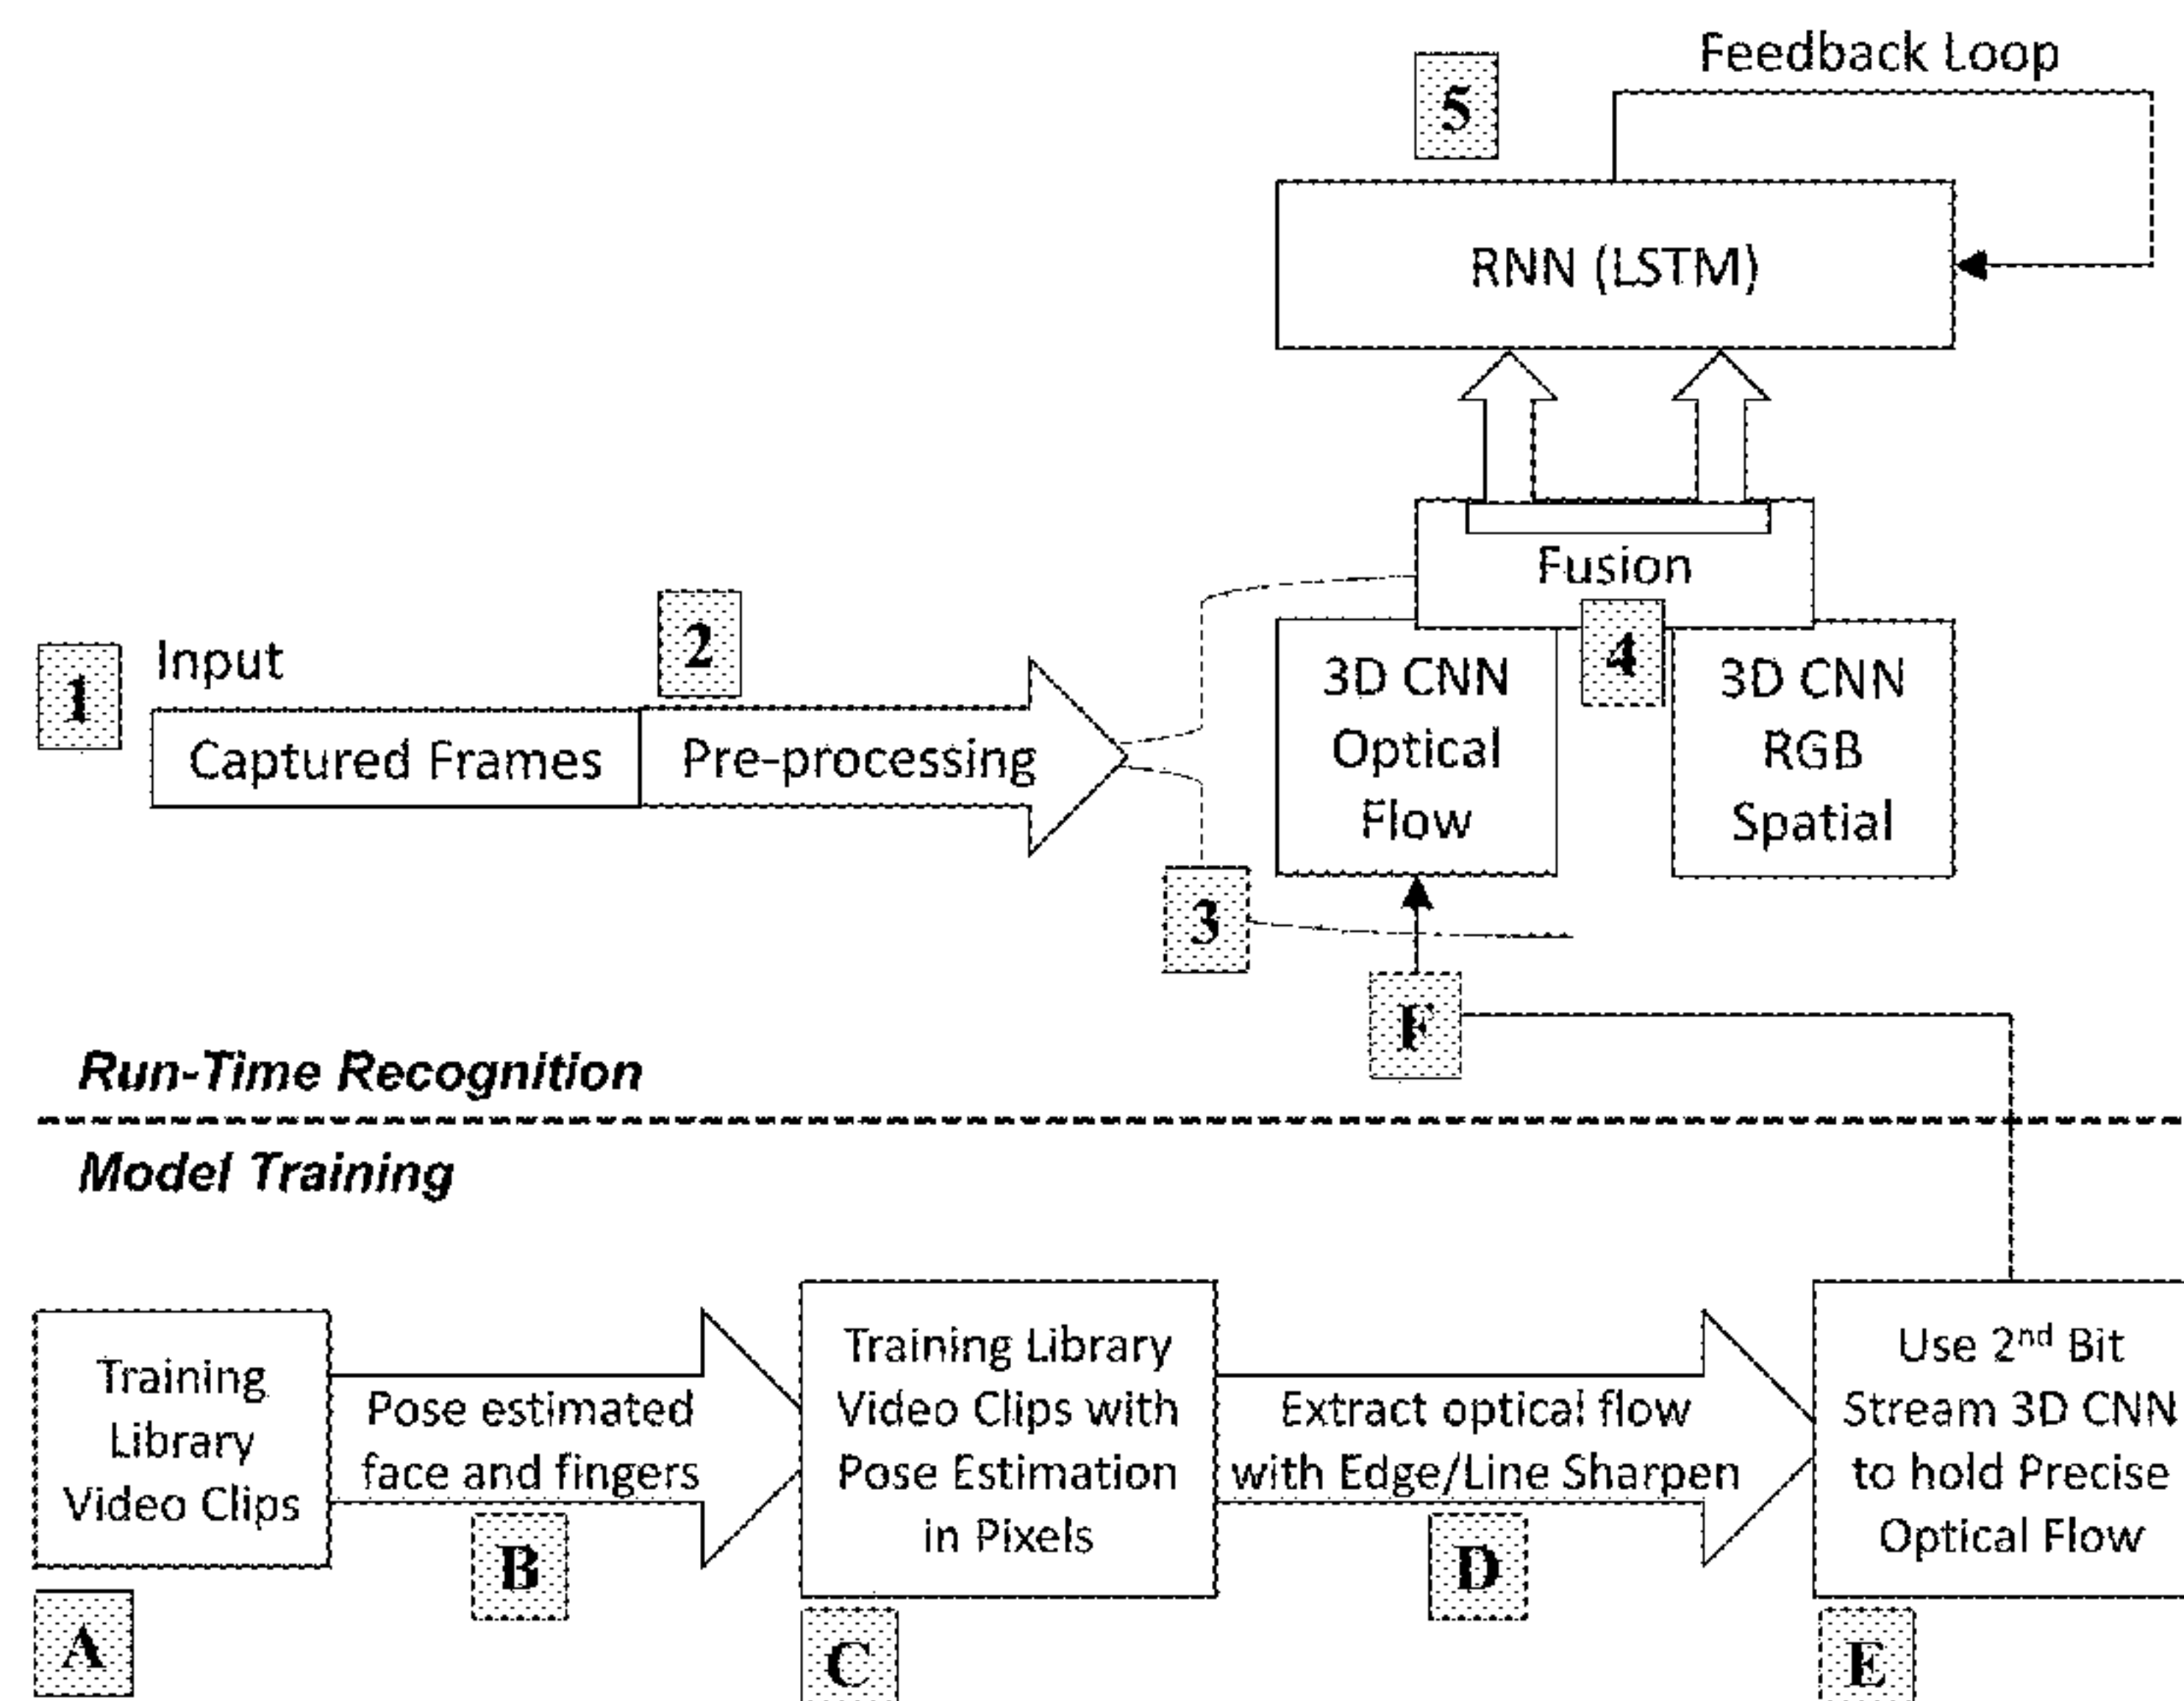 Feedback Loop
5
RNN (LSTM)
Fusion
4
1
Input
2
Captured Frames
Pre-processing
3D CNN
Optical
Flow
3D CNN
RGB
Spatial
3
F
Run-Time Recognition
Model Training
Training
Library
Video Clips
A
Pose estimated
face and fingers
B
Training Library
Video Clips with
Pose Estimation
in Pixels
C
Extract optical flow
with Edge/Line Sharpen
D
Use 2nd Bit
Stream 3D CNN
to hold Precise
Optical Flow
E